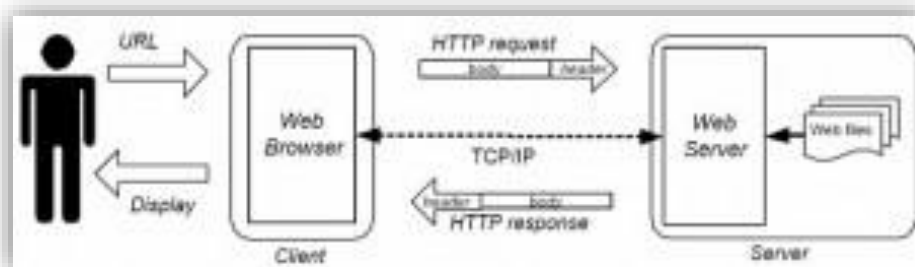 URL
Display
Web
Browser
Client
HTTP request
body
header
TCP/IP
header
body
HTTP response
Web
Server
Web files
Server